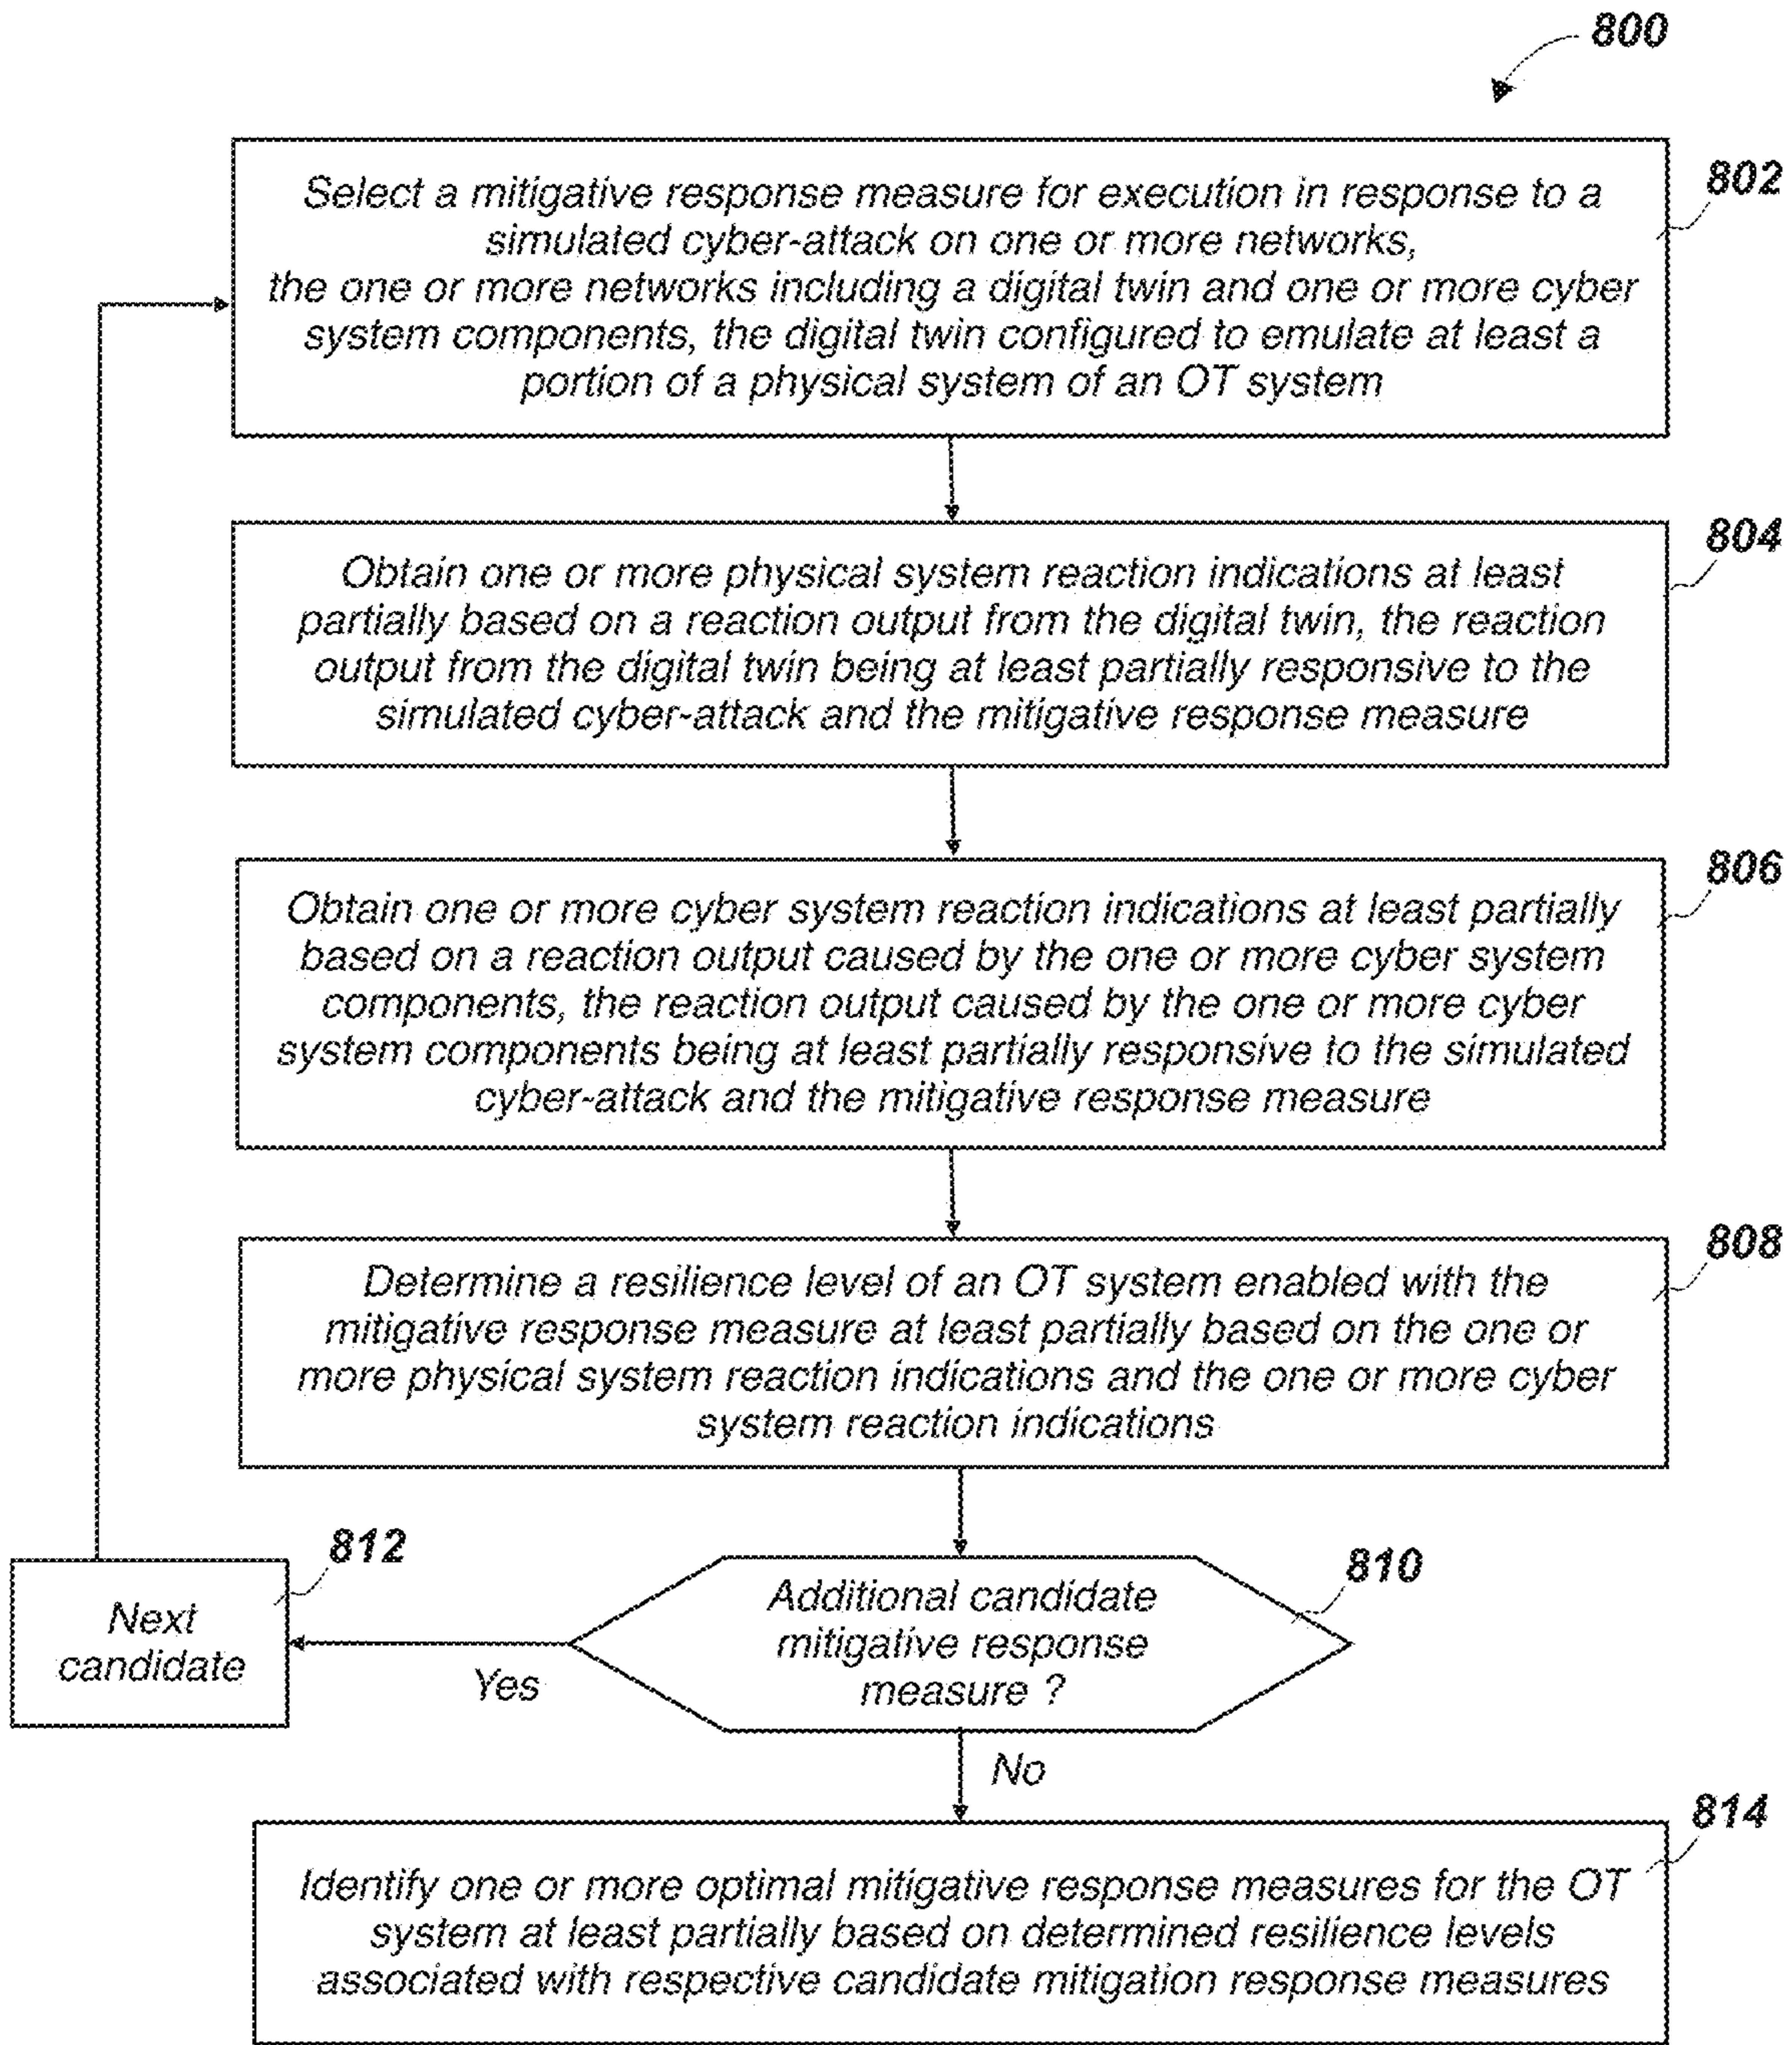 800
802
Select a mitigative response measure for execution in response to a
simulated cyber-attack on one or more networks,
the one or more networks including a digital twin and one or more cyber
system components, the digital twin configured to emulate at least a
portion of a physical system of an OT system
804
Obtain one or more physical system reaction indications at least
partially based on a reaction output from the digital twin, the reaction
output from the digital twin being at least partially responsive to the
simulated cyber-attack and the mitigative response measure
806
Obtain one or more cyber system reaction indications at least partially
based on a reaction output caused by the one or more cyber system
components, the reaction output caused by the one or more cyber
system components being at least partially responsive to the simulated
cyber-attack and the mitigative response measure
808
Determine a resilience level of an OT system enabled with the
mitigative response measure at least partially based on the one or
more physical system reaction indications and the one or more cyber
system reaction indications
812
Next
candidate
810
Additional candidate
mitigative response
measure ?
Yes
No
814
Identify one or more optimal mitigative response measures for the OT
system at least partially based on determined resilience levels
associated with respective candidate mitigation response measures